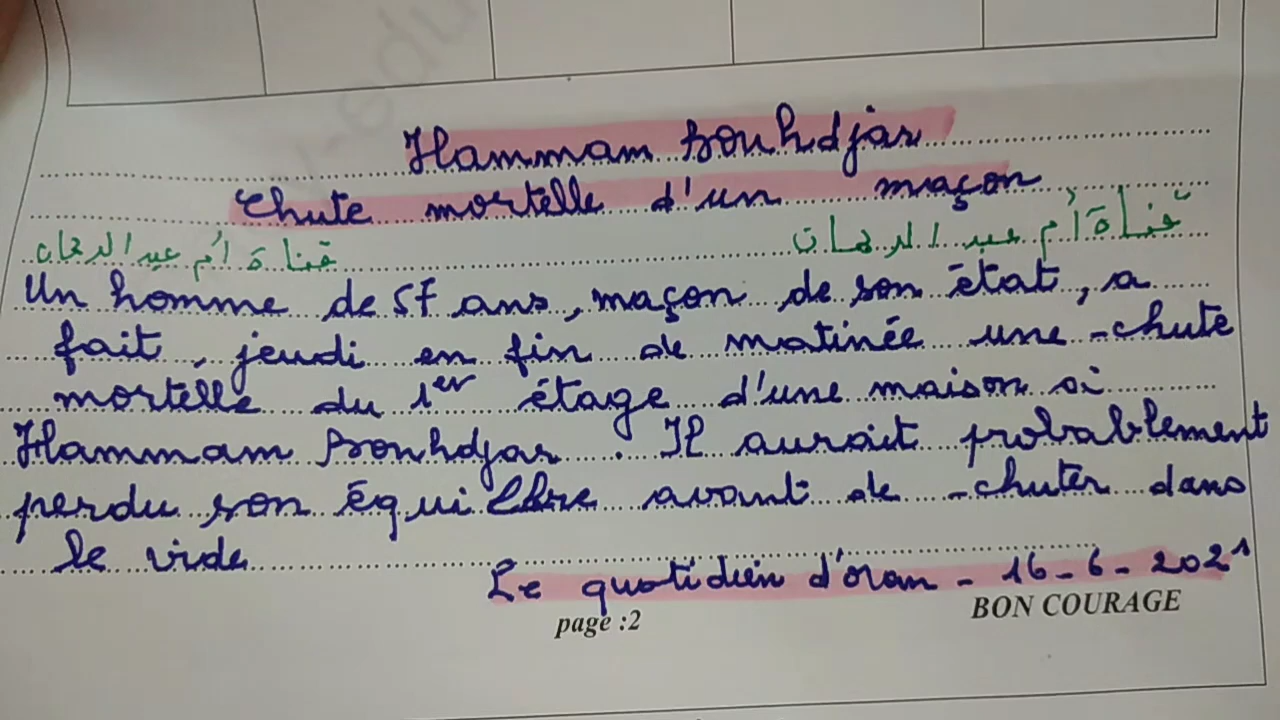 Hammam bouhdjar
Chute mortelle d'un maçon
قناة أم عبد الرحمان قناة أم عبد الرحمان
Un homme de 57 ans, maçon de son état, a
fait, jeudi en fin de matinée une chute
mortelle du 1er étage d'une maison si
Hammam Bouhdjar. Il aurait probablement
perdu son équilibre avant de chuter dans
le vide
Le quotidien d'oran - 16-6-2021
page :2 BON COURAGE